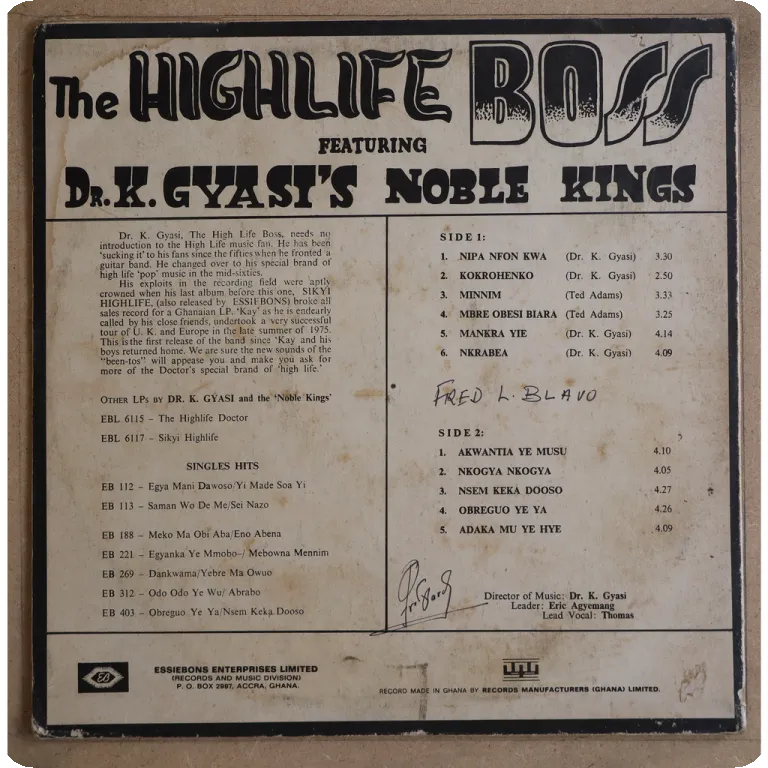 The HIGHLIFE BOSS
FEATURING
DR. K. GYASI'S NOBLE KINGS
Dr. K. Gyasi, The High Life Boss, needs no
introduction to the High Life music fan. He has been
'sucking it' to his fans since the fifties when he fronted a
guitar band. He changed over to his special brand of
high life 'pop' music in the mid-sixties.
His exploits in the recording field were aptly
crowned when his last album before this one, SIKYI
HIGHLIFE, (also released by ESSIEBONS) broke all
sales record for a Ghanaian LP. 'Kay' as he is endearly
called by his close friends, undertook a very successful
tour of U. K. and Europe in the late summer of 1975.
This is the first release of the band since 'Kay and his
boys returned home. We are sure the new sounds of the
"been-tos" will appease you and make you ask for
more of the Doctor's special brand of 'high life.'
OTHER LPs BY DR. K. GYASI and the 'Noble Kings'
EBL 6115 - The Highlife Doctor
EBL 6117 - Sikyi Highlife
SINGLES HITS
EB 112 - Egya Mani Dawoso/Yi Made Soa Yi
EB 113 - Saman Wo De Me/Sei Nazo
EB 188 - Meko Ma Obi Aba/Eno Abena
EB 221 - Egyanka Ye Mmobo-/ Mebowna Mennim
EB 269 - Dankwama/Yebre Ma Owuo
EB 312 - Odo Odo Ye Wu/ Abrabo
EB 403 - Obreguo Ye Ya/Nsem Keka Dooso
SIDE 1:
1. NIPA NFON KWA (Dr. K. Gyasi) 3.30
2. KOKROHENKO (Dr. K. Gyasi) 2.50
3. MINNIM (Ted Adams) 3.33
4. MBRE OBESI BIARA (Ted Adams) 3.25
5. MANKRA YIE (Dr. K. Gyasi) 4.14
6. NKRABEA (Dr. K. Gyasi) 4.09
FRED L. BLAVO
SIDE 2:
1. AKWANTIA YE MUSU 4.10
2. NKOGYA NKOGYA 4.05
3. NSEM KEKA DOOSO 4.27
4. OBREGUO YE YA 4.26
5. ADAKA MU YE HYE 4.09
Director of Music: Dr. K. Gyasi
Leader: Eric Agyemang
Lead Vocal: Thomas
EB
ESSIEBONS ENTERPRISES LIMITED
(RECORDS AND MUSIC DIVISION)
P. O. BOX 2987, ACCRA, GHANA.
RECORD MADE IN GHANA BY RECORDS MANUFACTURERS (GHANA) LIMITED.